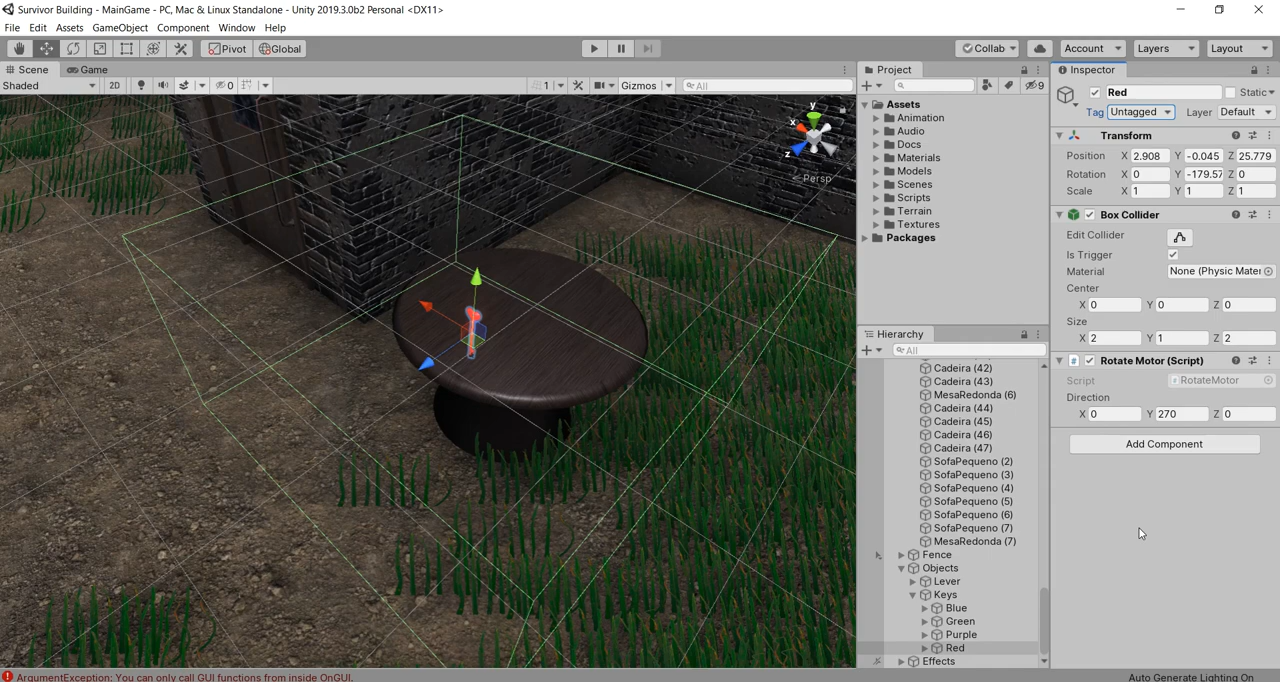 Survivor Building - MainGame - PC, Mac & Linux Standalone - Unity 2019.3.0b2 Personal <DX11>
File Edit Assets GameObject Component Window Help
Pivot Global Collab Account Layers Layout
Scene Game
Shaded 2D 0 1 Gizmos All
y
x
z
Persp
Project
9
Assets
Animation
Audio
Docs
Materials
Models
Scenes
Scripts
Terrain
Textures
Packages
Hierarchy
All
Cadeira (42)
Cadeira (43)
MesaRedonda (6)
Cadeira (44)
Cadeira (45)
Cadeira (46)
Cadeira (47)
SofaPequeno (2)
SofaPequeno (3)
SofaPequeno (4)
SofaPequeno (5)
SofaPequeno (6)
SofaPequeno (7)
MesaRedonda (7)
Fence
Objects
Lever
Keys
Blue
Green
Purple
Red
Effects
Inspector
Red Static
Tag Untagged Layer Default
Transform
Position X 2.908 Y -0.045 Z 25.779
Rotation X 0 Y -179.57 Z 0
Scale X 1 Y 1 Z 1
Box Collider
Edit Collider
Is Trigger
Material None (Physic Mater
Center
X 0 Y 0 Z 0
Size
X 2 Y 1 Z 2
# Rotate Motor (Script)
Script RotateMotor
Direction
X 0 Y 270 Z 0
Add Component
ArgumentException: You can only call GUI functions from inside OnGUI.
Auto Generate Lighting On